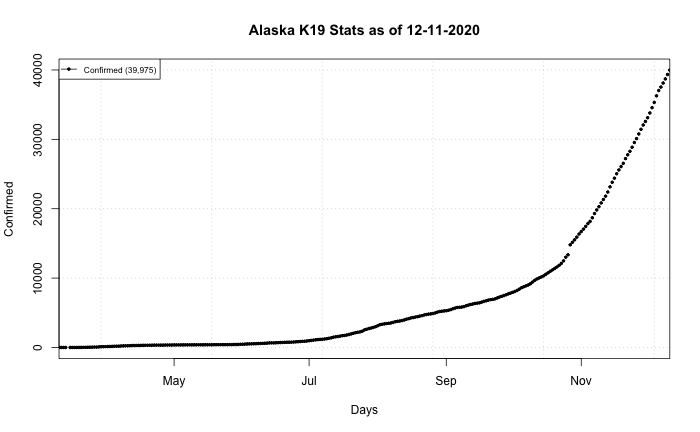 Alaska K19 Stats as of 12-11-2020
Confirmed (39,975)
Confirmed
40000
30000
20000
10000
0
May Jul Sep Nov
Days